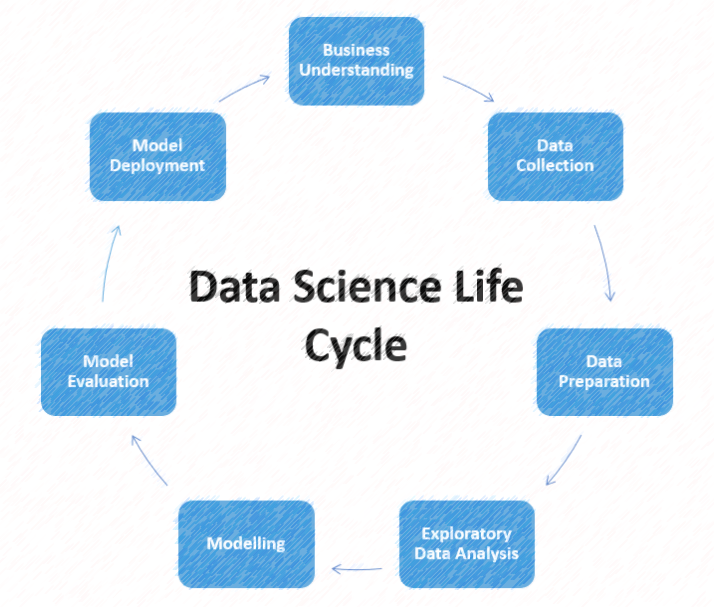 Business
Understanding
Data
Collection
Data
Preparation
Exploratory
Data Analysis
Modelling
Model
Evaluation
Model
Deployment
Data Science Life
Cycle